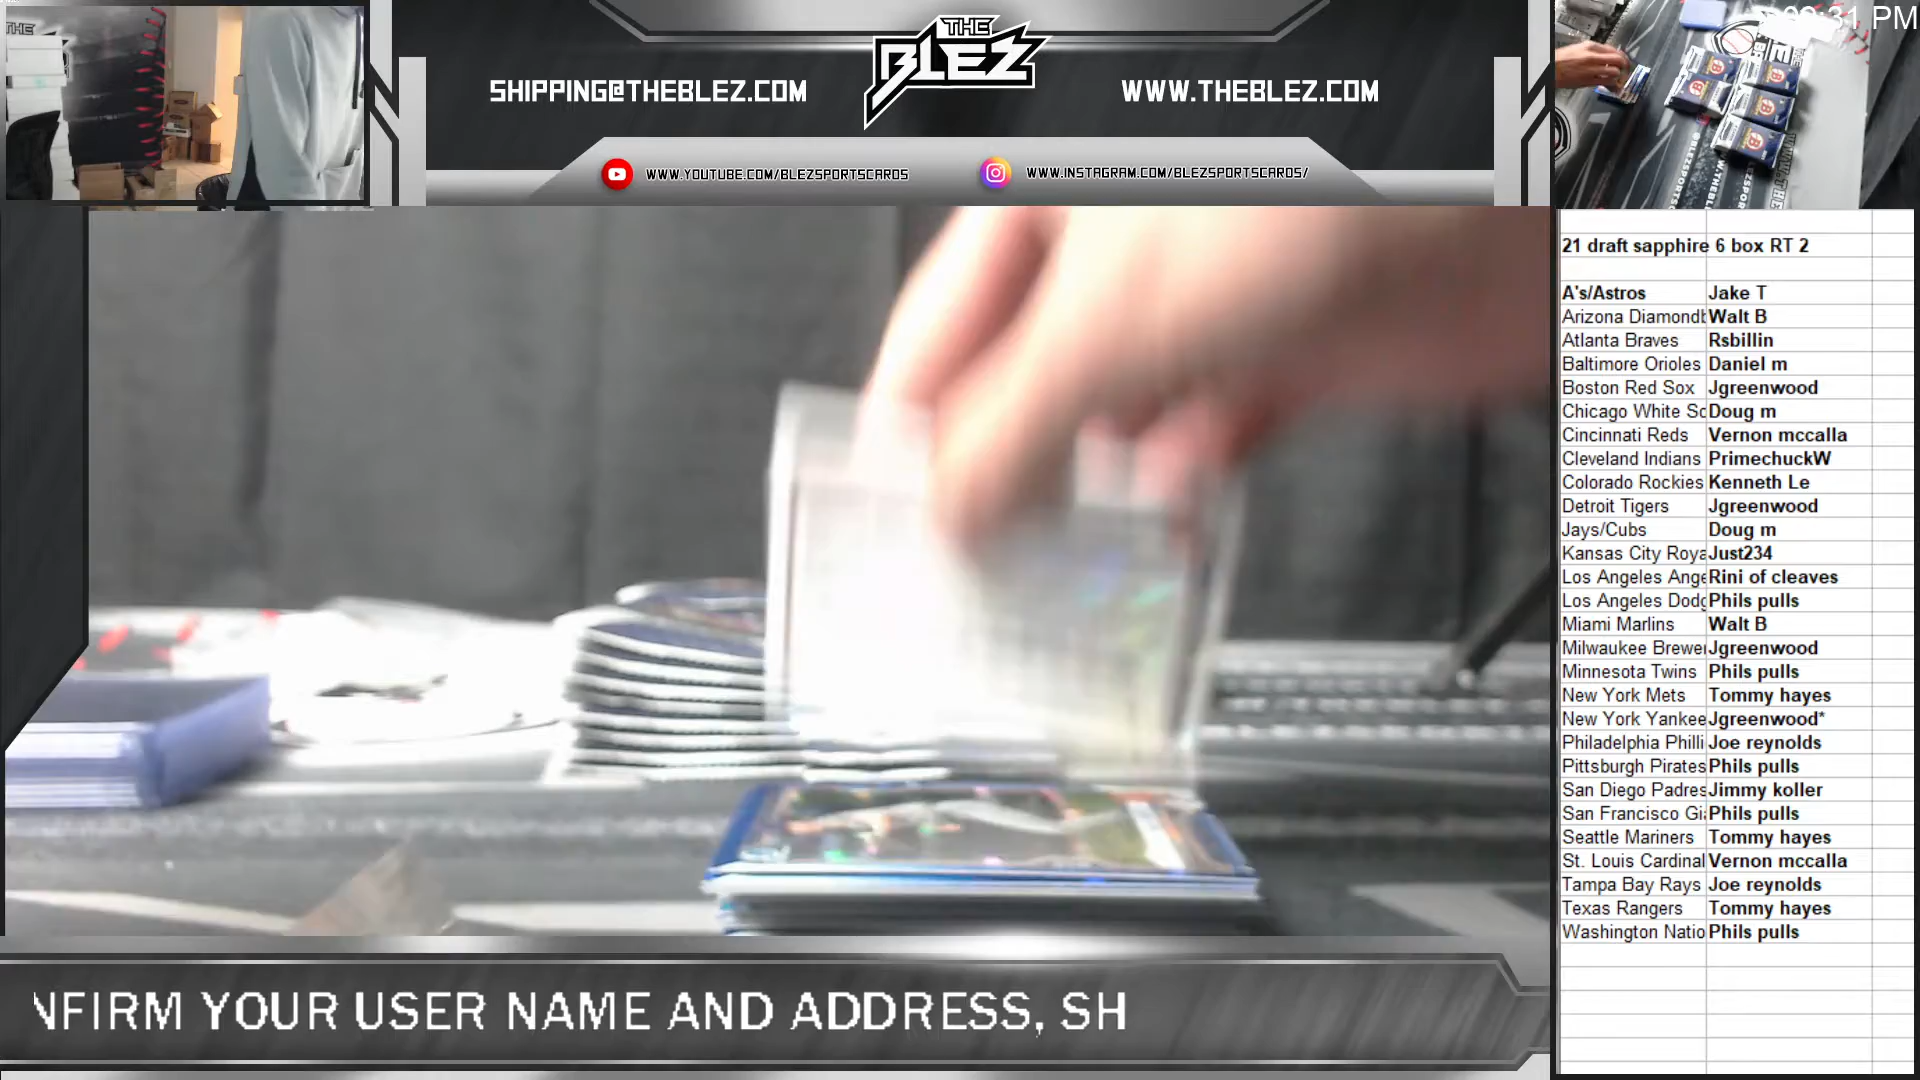 THE
BLEZ
SHIPPING@THEBLEZ.COM
WWW.THEBLEZ.COM
WWW.YOUTUBE.COM/BLEZSPORTSCARDS
WWW.INSTAGRAM.COM/BLEZSPORTSCARDS/
:31 PM
21 draft sapphire 6 box RT 2
A's/Astros Jake T
Arizona Diamondb Walt B
Atlanta Braves Rsbillin
Baltimore Orioles Daniel m
Boston Red Sox Jgreenwood
Chicago White So Doug m
Cincinnati Reds Vernon mccalla
Cleveland Indians PrimechuckW
Colorado Rockies Kenneth Le
Detroit Tigers Jgreenwood
Jays/Cubs Doug m
Kansas City Roya Just234
Los Angeles Ange Rini of cleaves
Los Angeles Dodg Phils pulls
Miami Marlins Walt B
Milwaukee Brewer Jgreenwood
Minnesota Twins Phils pulls
New York Mets Tommy hayes
New York Yankee Jgreenwood*
Philadelphia Philli Joe reynolds
Pittsburgh Pirates Phils pulls
San Diego Padres Jimmy koller
San Francisco Gi Phils pulls
Seattle Mariners Tommy hayes
St. Louis Cardinal Vernon mccalla
Tampa Bay Rays Joe reynolds
Texas Rangers Tommy hayes
Washington Natio Phils pulls
NFIRM YOUR USER NAME AND ADDRESS, SH